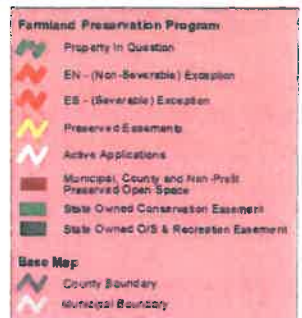 Farmland Preservation Program
Property In Question
EN - (Non-Severable) Exception
ES - (Severable) Exception
Preserved Easements
Active Applications
Municipal, County and Non-Profit
Preserved Open Space
State Owned Conservation Easement
State Owned O/S & Recreation Easement
Base Map
County Boundary
Municipal Boundary